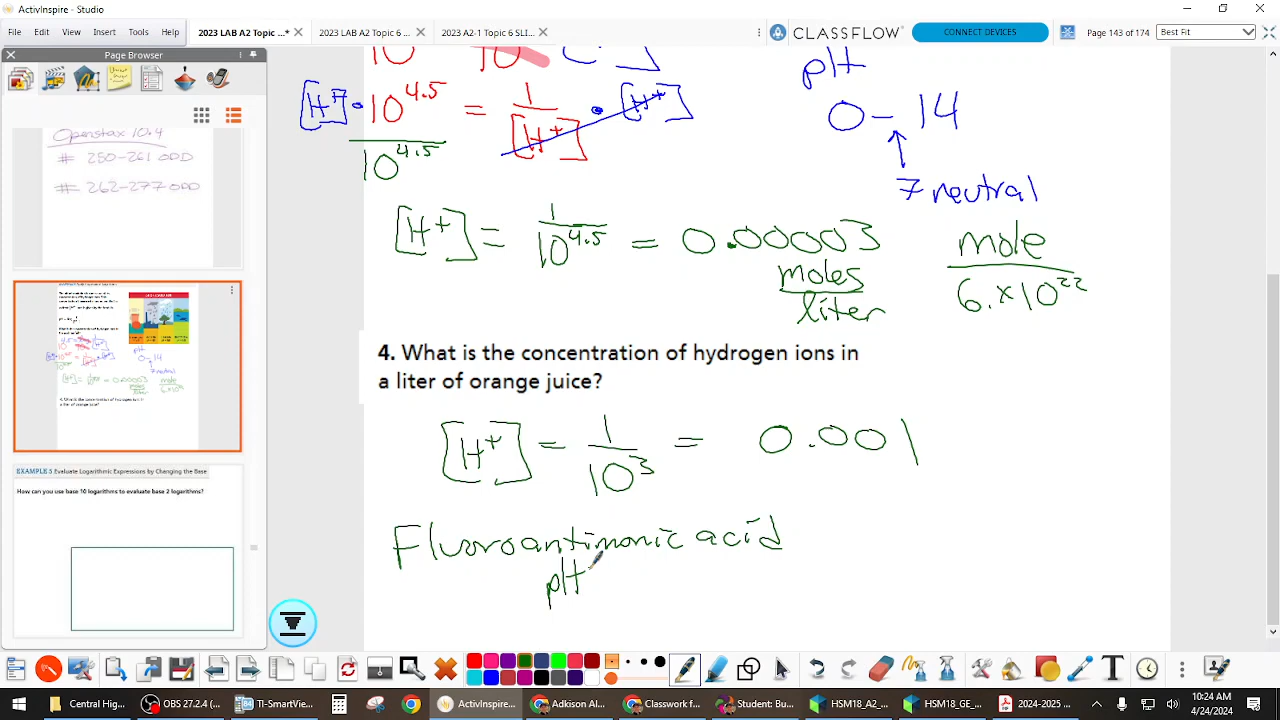 ActivInspire - Studio
File Edit View Insert Tools Help
2023 LAB A2 Topic ...*
2023 LAB A2 Topic 6 ...
2023 A2-1 Topic 6 SLI...
CLASSFLOW
CONNECT DEVICES
Page 143 of 174
Best Fit
Page Browser
Openstax 10.4
# 250-261 ODD
# 262-277 ODD
EXAMPLE 5 Evaluate Logarithmic Expressions by Changing the Base
How can you use base 10 logarithms to evaluate base 2 logarithms?
pH
[H+] • 10^4.5 = 1/[H+] • [H+]
10^4.5
0 - 14
7 neutral
[H+] = 1/10^4.5 = 0.00003 moles/liter
mole/6.×10^22
4. What is the concentration of hydrogen ions in
a liter of orange juice?
[H+] = 1/10^3 = 0.001
Fluoroantimonic acid
pH
Central Hig...
OBS 27.2.4 (...
TI-SmartVie...
ActivInspire ...
Adkison Al...
Classwork f...
Student: Bu...
HSM18_A2_...
HSM18_GE_...
2024-2025 ...
10:24 AM
4/24/2024